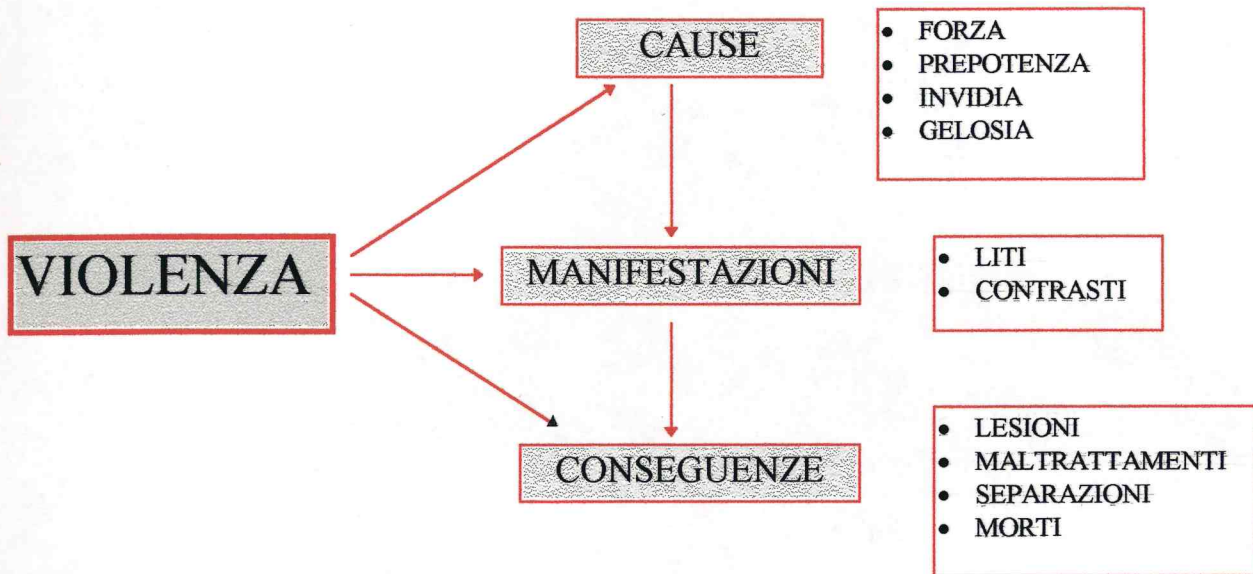 CAUSE
• FORZA
• PREPOTENZA
• INVIDIA
• GELOSIA
VIOLENZA
MANIFESTAZIONI
• LITI
• CONTRASTI
CONSEGUENZE
• LESIONI
• MALTRATTAMENTI
• SEPARAZIONI
• MORTI